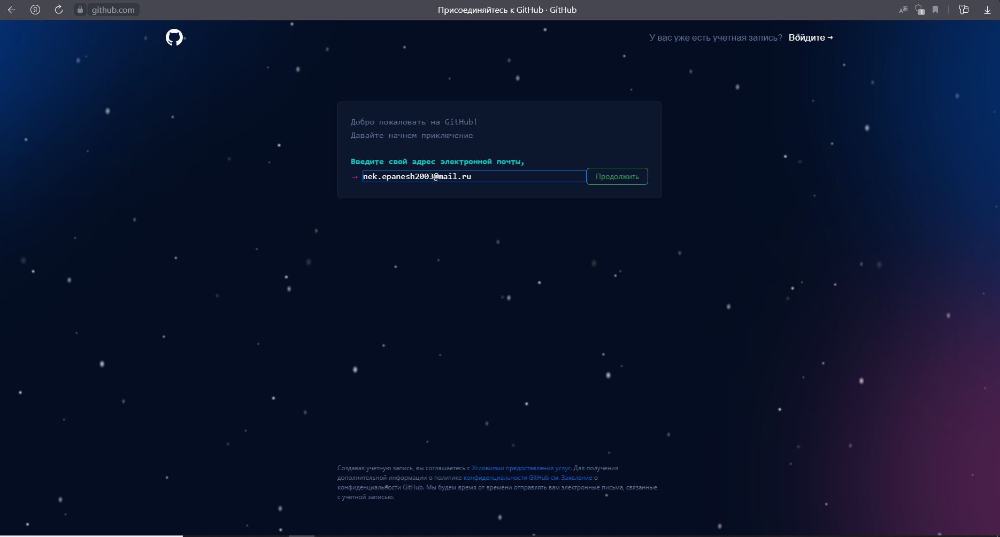 github.com
Присоединяйтесь к GitHub · GitHub
1
У вас уже есть учетная запись? Войдите →
Добро пожаловать на GitHub!
Давайте начнем приключение
Введите свой адрес электронной почты,
→ nek.epanesh2003@mail.ru Продолжить
Создавая учетную запись, вы соглашаетесь с Условиями предоставления услуг. Для получения
дополнительной информации о политике конфиденциальности GitHub см. Заявление о
конфиденциальности GitHub. Мы будем время от времени отправлять вам электронные письма, связанные
с учетной записью.